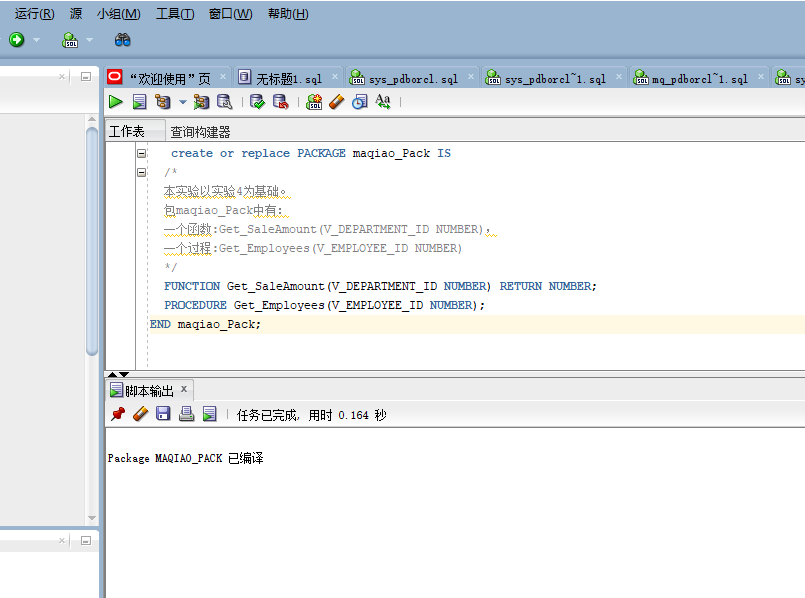 运行(R) 源 小组(M) 工具(T) 窗口(W) 帮助(H)
“欢迎使用”页 × 无标题1.sql × sys_pdborcl.sql × sys_pdborcl~1.sql × mq_pdborcl~1.sql × sy
工作表 查询构建器
create or replace PACKAGE maqiao_Pack IS
/*
本实验以实验4为基础。
包maqiao_Pack中有:
一个函数:Get_SaleAmount(V_DEPARTMENT_ID NUMBER)，
一个过程:Get_Employees(V_EMPLOYEE_ID NUMBER)
*/
FUNCTION Get_SaleAmount(V_DEPARTMENT_ID NUMBER) RETURN NUMBER;
PROCEDURE Get_Employees(V_EMPLOYEE_ID NUMBER);
END maqiao_Pack;
脚本输出 ×
任务已完成, 用时 0.164 秒
Package MAQIAO_PACK 已编译